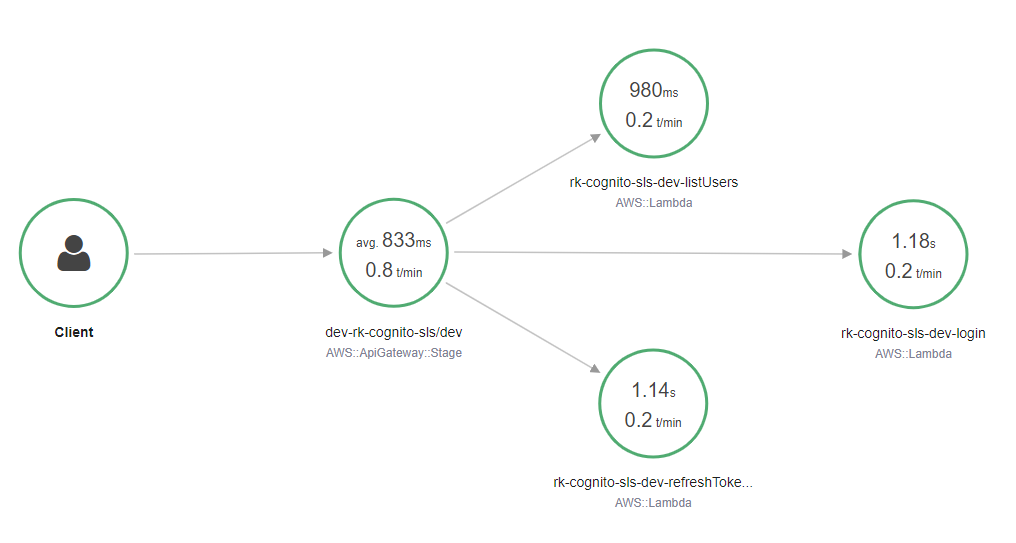 980ms
0.2 t/min
rk-cognito-sls-dev-listUsers
AWS::Lambda
Client
avg. 833ms
0.8 t/min
dev-rk-cognito-sls/dev
AWS::ApiGateway::Stage
1.18s
0.2 t/min
rk-cognito-sls-dev-login
AWS::Lambda
1.14s
0.2 t/min
rk-cognito-sls-dev-refreshToke...
AWS::Lambda